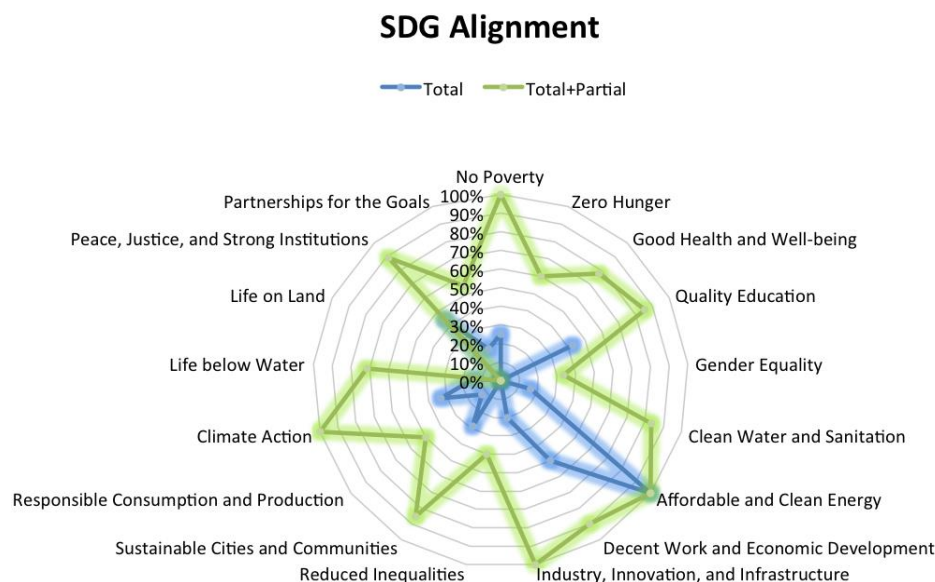 SDG Alignment
Total
Total+Partial
No Poverty
Zero Hunger
Good Health and Well-being
Quality Education
Gender Equality
Clean Water and Sanitation
Affordable and Clean Energy
Decent Work and Economic Development
Industry, Innovation, and Infrastructure
Reduced Inequalities
Sustainable Cities and Communities
Responsible Consumption and Production
Climate Action
Life below Water
Life on Land
Peace, Justice, and Strong Institutions
Partnerships for the Goals
100%
90%
80%
70%
60%
50%
40%
30%
20%
10%
0%